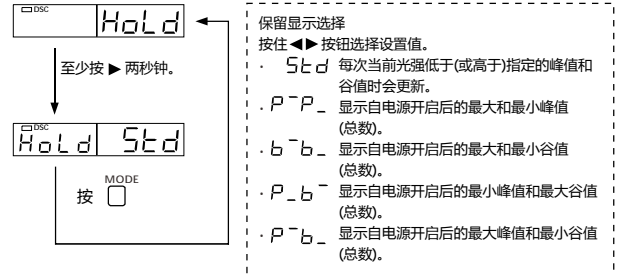 DSC
HoLd
至少按 ▶ 两秒钟。
DSC
HoLd Std
MODE
按
保留显示选择
按住 ◀▶ 按钮选择设置值。
· Std 每次当前光强低于(或高于)指定的峰值和
谷值时会更新。
· P¯P_ 显示自电源开启后的最大和最小峰值
(总数)。
· b¯b_ 显示自电源开启后的最大和最小谷值
(总数)。
· P_b¯ 显示自电源开启后的最小峰值和最大谷值
(总数)。
· P¯b_ 显示自电源开启后的最大峰值和最小谷值
(总数)。